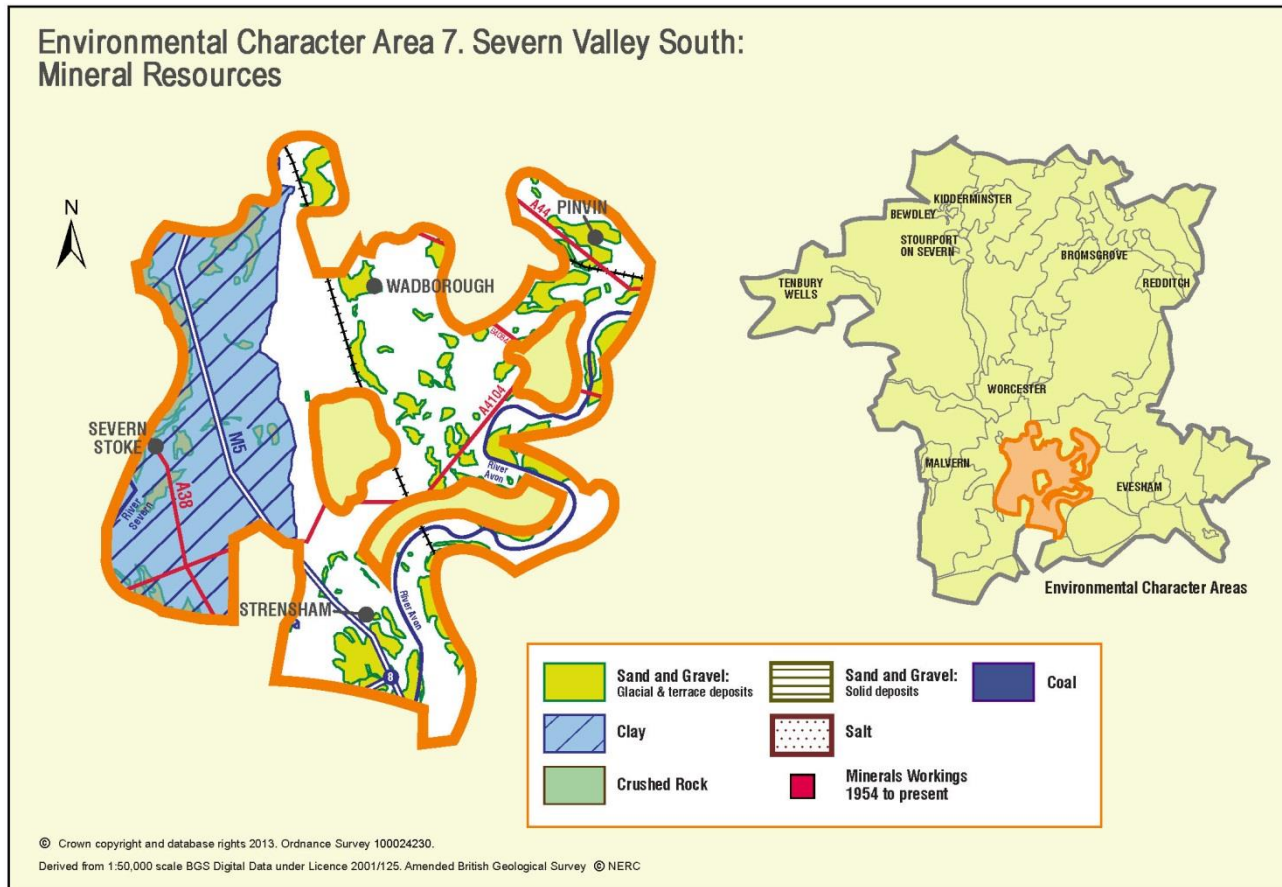 Environmental Character Area 7. Severn Valley South:
Mineral Resources
N
PINVIN
A44
WADBOROUGH
A4104
SEVERN
STOKE
M5
A38
River
Severn
River
Avon
STRENSHAM
River Avon
8
KIDDERMINSTER
BEWDLEY
STOURPORT
ON SEVERN
BROMSGROVE
TENBURY
WELLS
REDDITCH
WORCESTER
MALVERN
EVESHAM
Environmental Character Areas
Sand and Gravel:
Glacial & terrace deposits
Sand and Gravel:
Solid deposits
Coal
Clay
Salt
Crushed Rock
Minerals Workings
1954 to present
© Crown copyright and database rights 2013. Ordnance Survey 100024230.
Derived from 1:50,000 scale BGS Digital Data under Licence 2001/125. Amended British Geological Survey © NERC